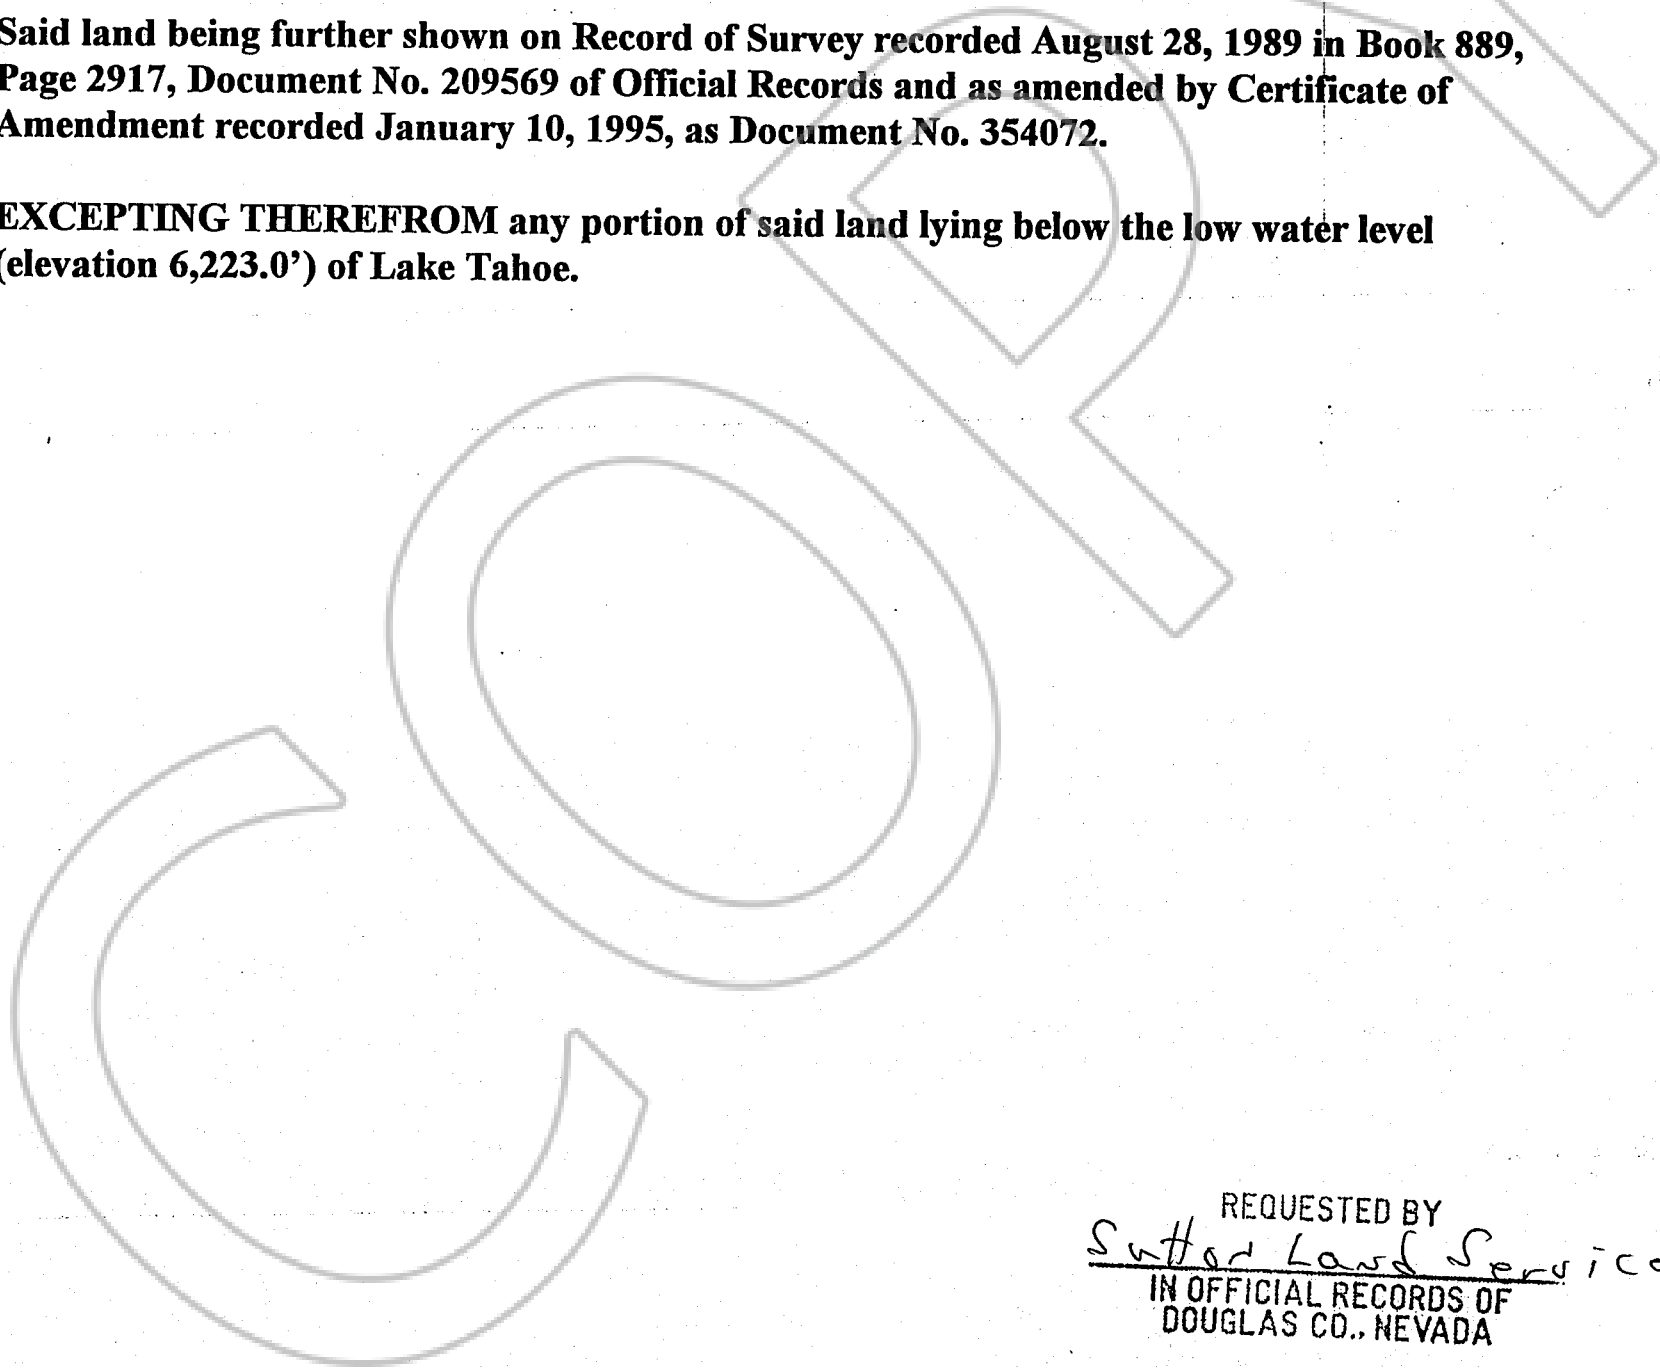 Said land being further shown on Record of Survey recorded August 28, 1989 in Book 889,
Page 2917, Document No. 209569 of Official Records and as amended by Certificate of
Amendment recorded January 10, 1995, as Document No. 354072.
EXCEPTING THEREFROM any portion of said land lying below the low water level
(elevation 6,223.0’) of Lake Tahoe.
COPY
REQUESTED BY
Land Service
IN OFFICIAL RECORDS OF
DOUGLAS CO., NEVADA